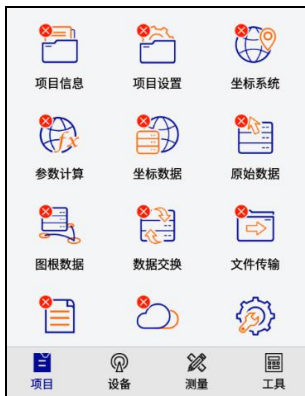 项目信息 项目设置 坐标系统
参数计算 坐标数据 原始数据
图根数据 数据交换 文件传输
项目 设备 测量 工具